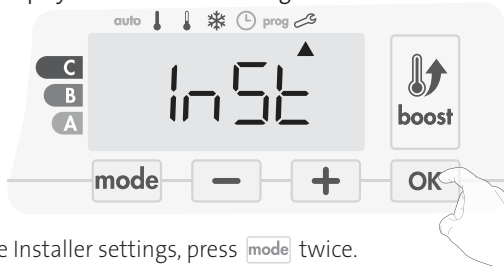 auto prog
C
B
A
InSt
boost
mode
OK
Installer settings, press mode twice.